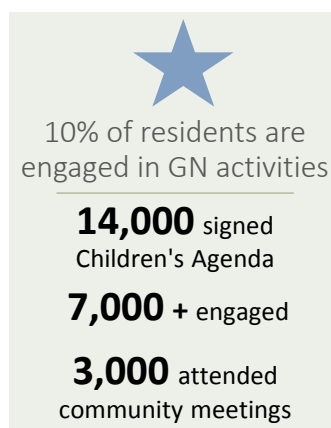 10% of residents are
engaged in GN activities
14,000 signed
Children's Agenda
7,000 + engaged
3,000 attended
community meetings